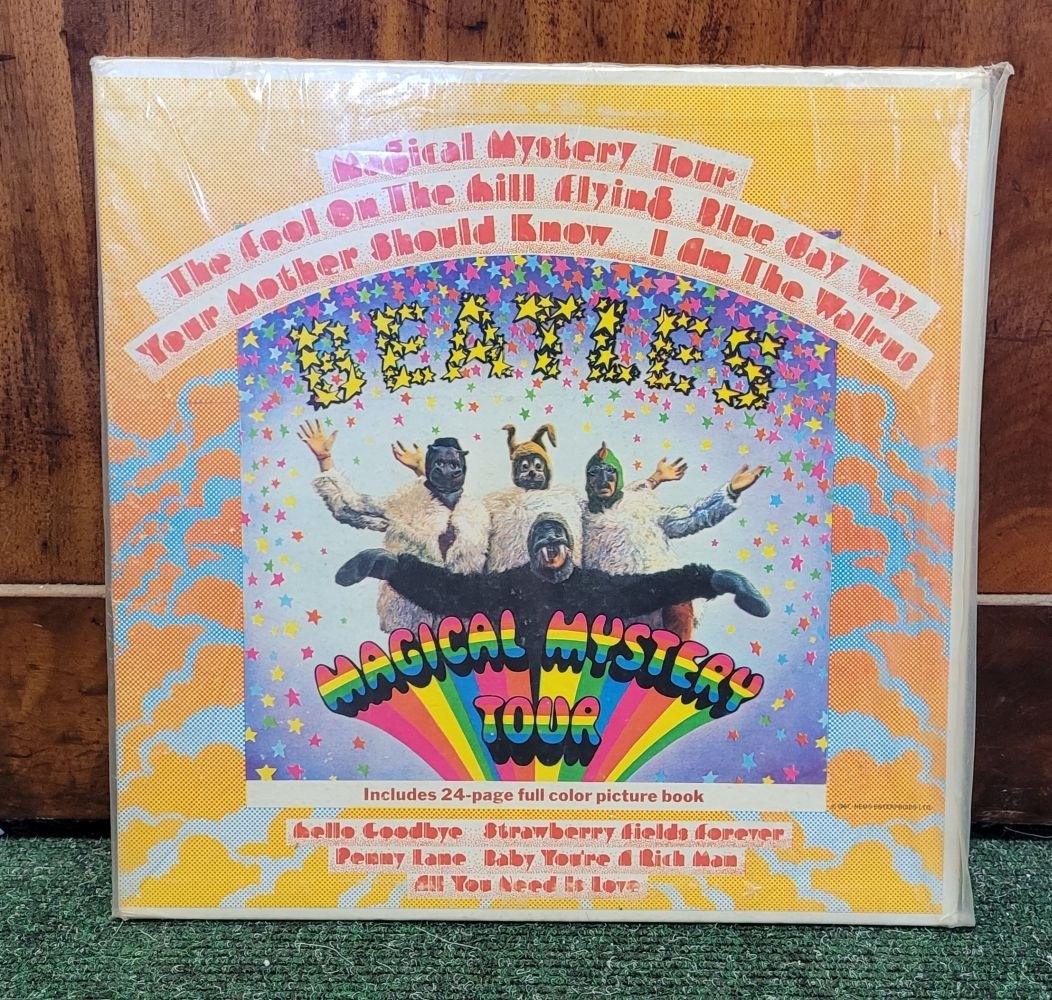 Magical Mystery Tour
The Fool On The Hill Flying Blue Jay Way
Your Mother Should Know I Am The Walrus
BEATLES
MAGICAL MYSTERY
TOUR
Includes 24-page full color picture book
Hello Goodbye Strawberry Fields Forever
Penny Lane Baby You're A Rich Man
All You Need Is Love